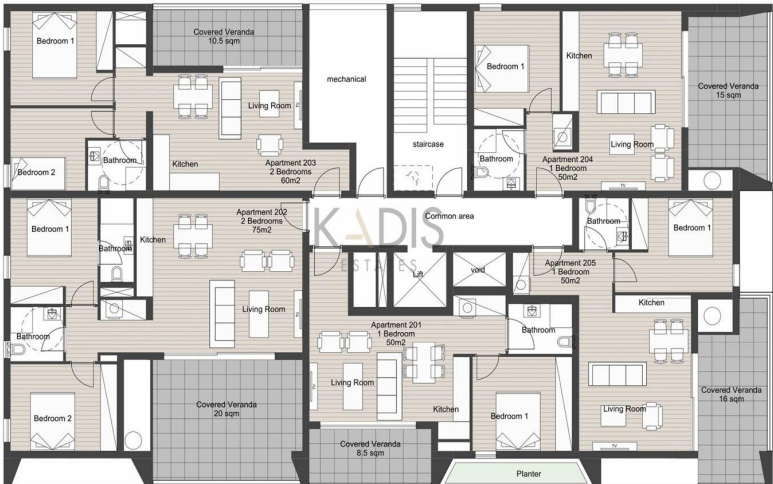 Bedroom 1
Covered Veranda
10.5 sqm
mechanical
Living Room
Bathroom
Kitchen
Bedroom 2
Apartment 203
2 Bedrooms
60m2
staircase
Bedroom 1
Kitchen
Covered Veranda
15 sqm
Living Room
Bathroom
Apartment 204
1 Bedroom
50m2
TV
Bedroom 1
Kitchen
Bathroom
Apartment 202
2 Bedrooms
75m2
Living Room
Bathroom
Bedroom 2
Covered Veranda
20 sqm
Common area
KADIS
ESTATES
Lift
void
Bathroom
Bedroom 1
Apartment 205
1 Bedroom
50m2
Kitchen
Living Room
TV
Covered Veranda
16 sqm
Apartment 201
1 Bedroom
50m2
Bathroom
Living Room
TV
Kitchen
Bedroom 1
Covered Veranda
8.5 sqm
Planter